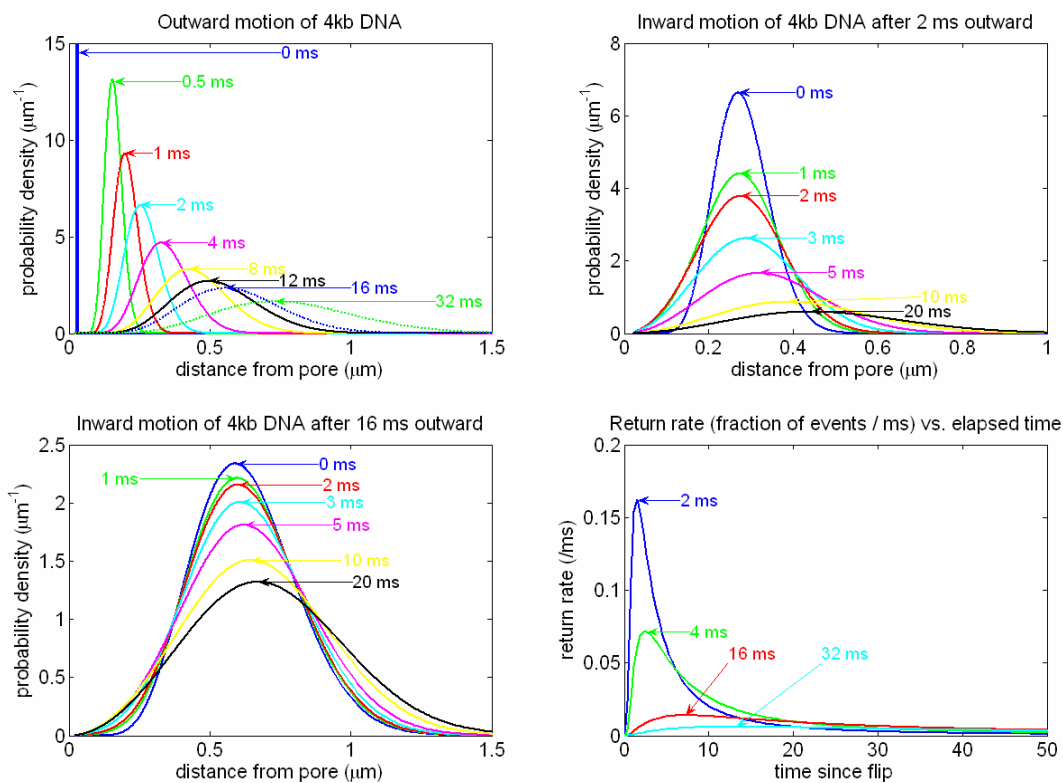 Outward motion of 4kb DNA
probability density (μm⁻¹)
15
10
5
0
0 ms
0.5 ms
1 ms
2 ms
4 ms
8 ms
12 ms
16 ms
32 ms
0 0.5 1 1.5
distance from pore (μm)
Inward motion of 4kb DNA after 2 ms outward
probability density (μm⁻¹)
8
6
4
2
0
0 ms
1 ms
2 ms
3 ms
5 ms
10 ms
20 ms
0 0.2 0.4 0.6 0.8 1
distance from pore (μm)
Inward motion of 4kb DNA after 16 ms outward
probability density (μm⁻¹)
2.5
2
1.5
1
0.5
0
0 ms
1 ms
2 ms
3 ms
5 ms
10 ms
20 ms
0 0.5 1 1.5
distance from pore (μm)
Return rate (fraction of events / ms) vs. elapsed time
return rate (/ms)
0.2
0.15
0.1
0.05
0
2 ms
4 ms
16 ms
32 ms
0 10 20 30 40 50
time since flip